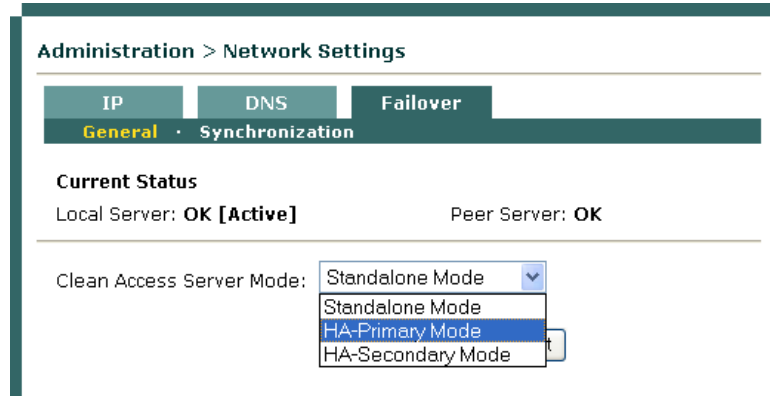 Administration > Network Settings
IP DNS Failover
General · Synchronization
Current Status
Local Server: OK [Active] Peer Server: OK
Clean Access Server Mode: Standalone Mode
Standalone Mode
HA-Primary Mode
HA-Secondary Mode